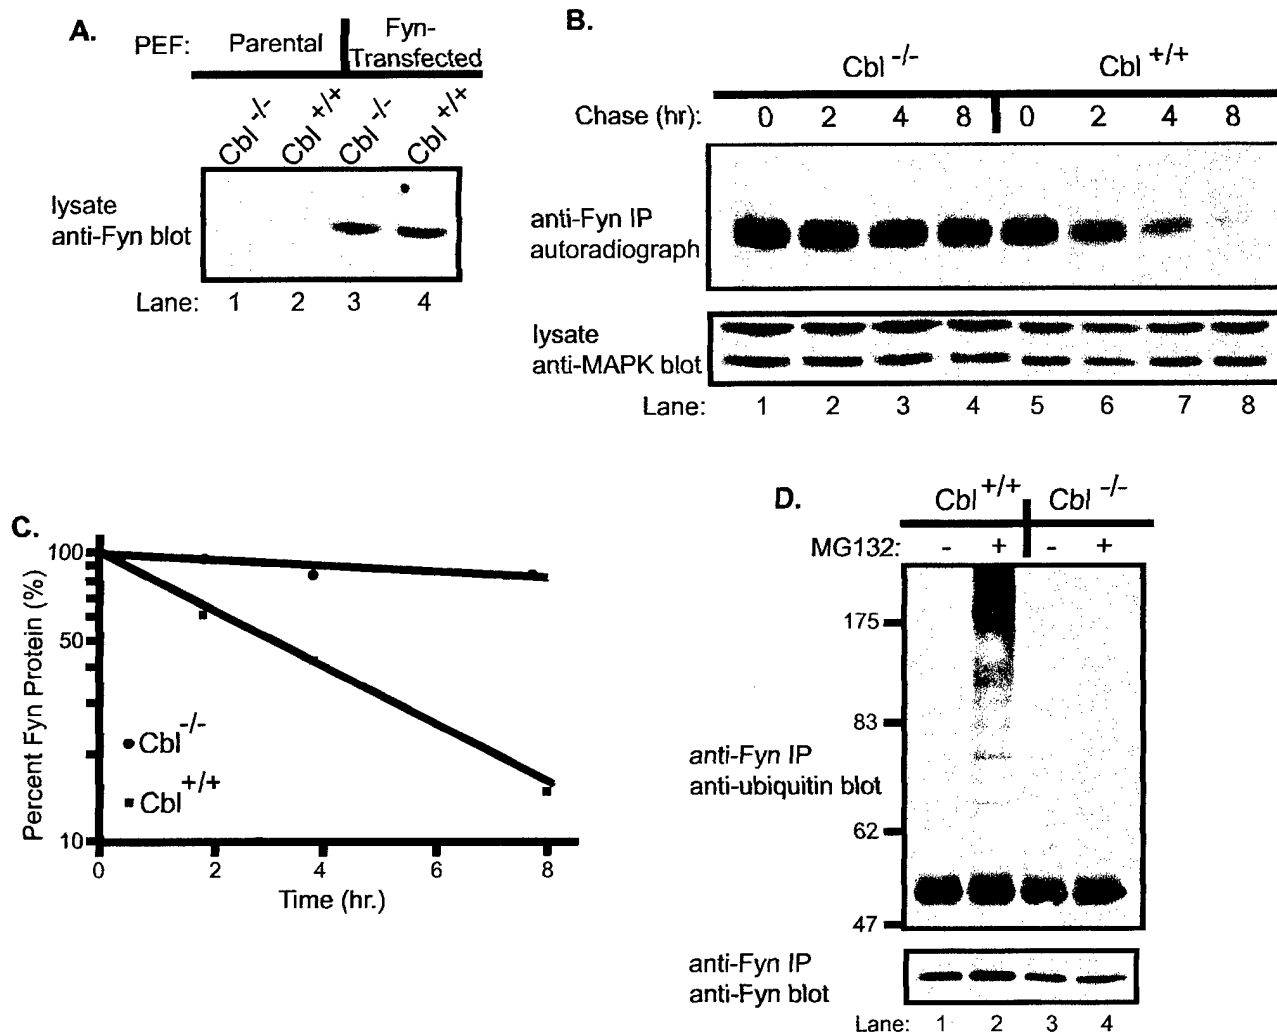 A.
PEF: Parental Fyn-
Transfected
Cbl -/- Cbl +/+ Cbl -/- Cbl +/+
lysate
anti-Fyn blot
Lane: 1 2 3 4
B.
Cbl -/- Cbl +/+
Chase (hr): 0 2 4 8 0 2 4 8
anti-Fyn IP
autoradiograph
lysate
anti-MAPK blot
Lane: 1 2 3 4 5 6 7 8
C.
Percent Fyn Protein (%)
100
50
10
Cbl -/-
Cbl +/+
0 2 4 6 8
Time (hr.)
D.
Cbl +/+ Cbl -/-
MG132: - + - +
175
83
anti-Fyn IP
anti-ubiquitin blot
62
47
anti-Fyn IP
anti-Fyn blot
Lane: 1 2 3 4